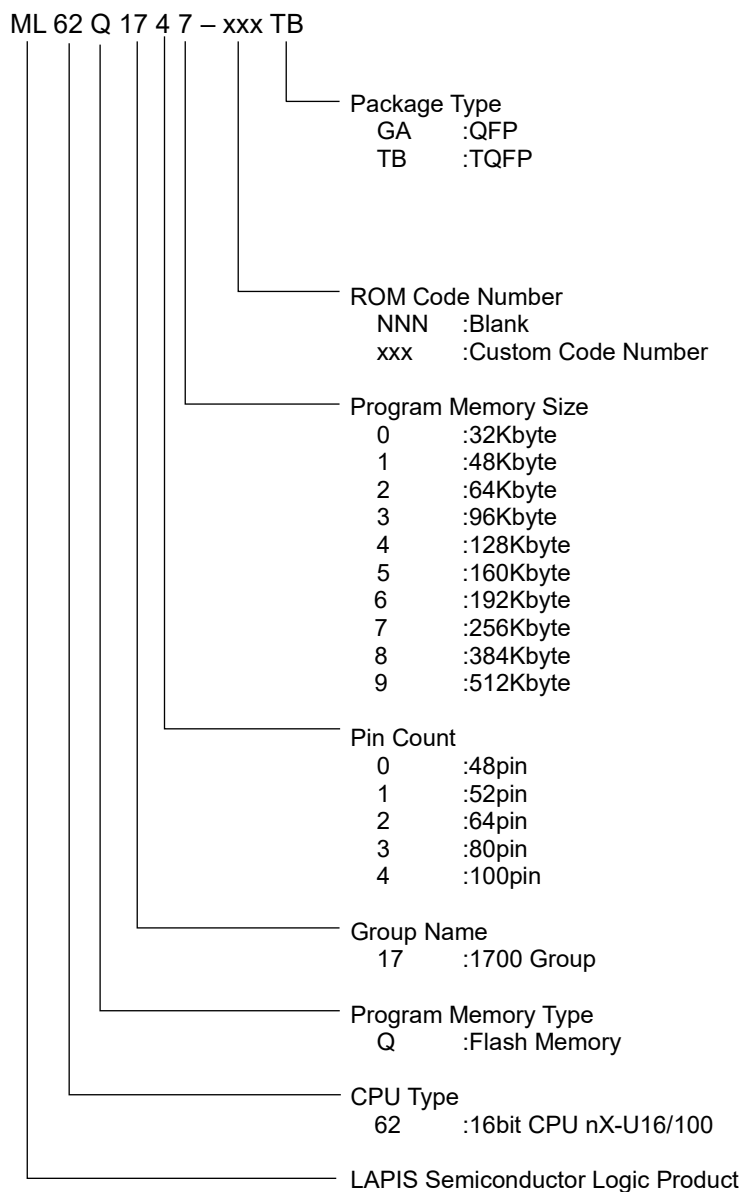 ML 62 Q 17 4 7 – xxx TB
Package Type
GA :QFP
TB :TQFP
ROM Code Number
NNN :Blank
xxx :Custom Code Number
Program Memory Size
0 :32Kbyte
1 :48Kbyte
2 :64Kbyte
3 :96Kbyte
4 :128Kbyte
5 :160Kbyte
6 :192Kbyte
7 :256Kbyte
8 :384Kbyte
9 :512Kbyte
Pin Count
0 :48pin
1 :52pin
2 :64pin
3 :80pin
4 :100pin
Group Name
17 :1700 Group
Program Memory Type
Q :Flash Memory
CPU Type
62 :16bit CPU nX-U16/100
LAPIS Semiconductor Logic Product